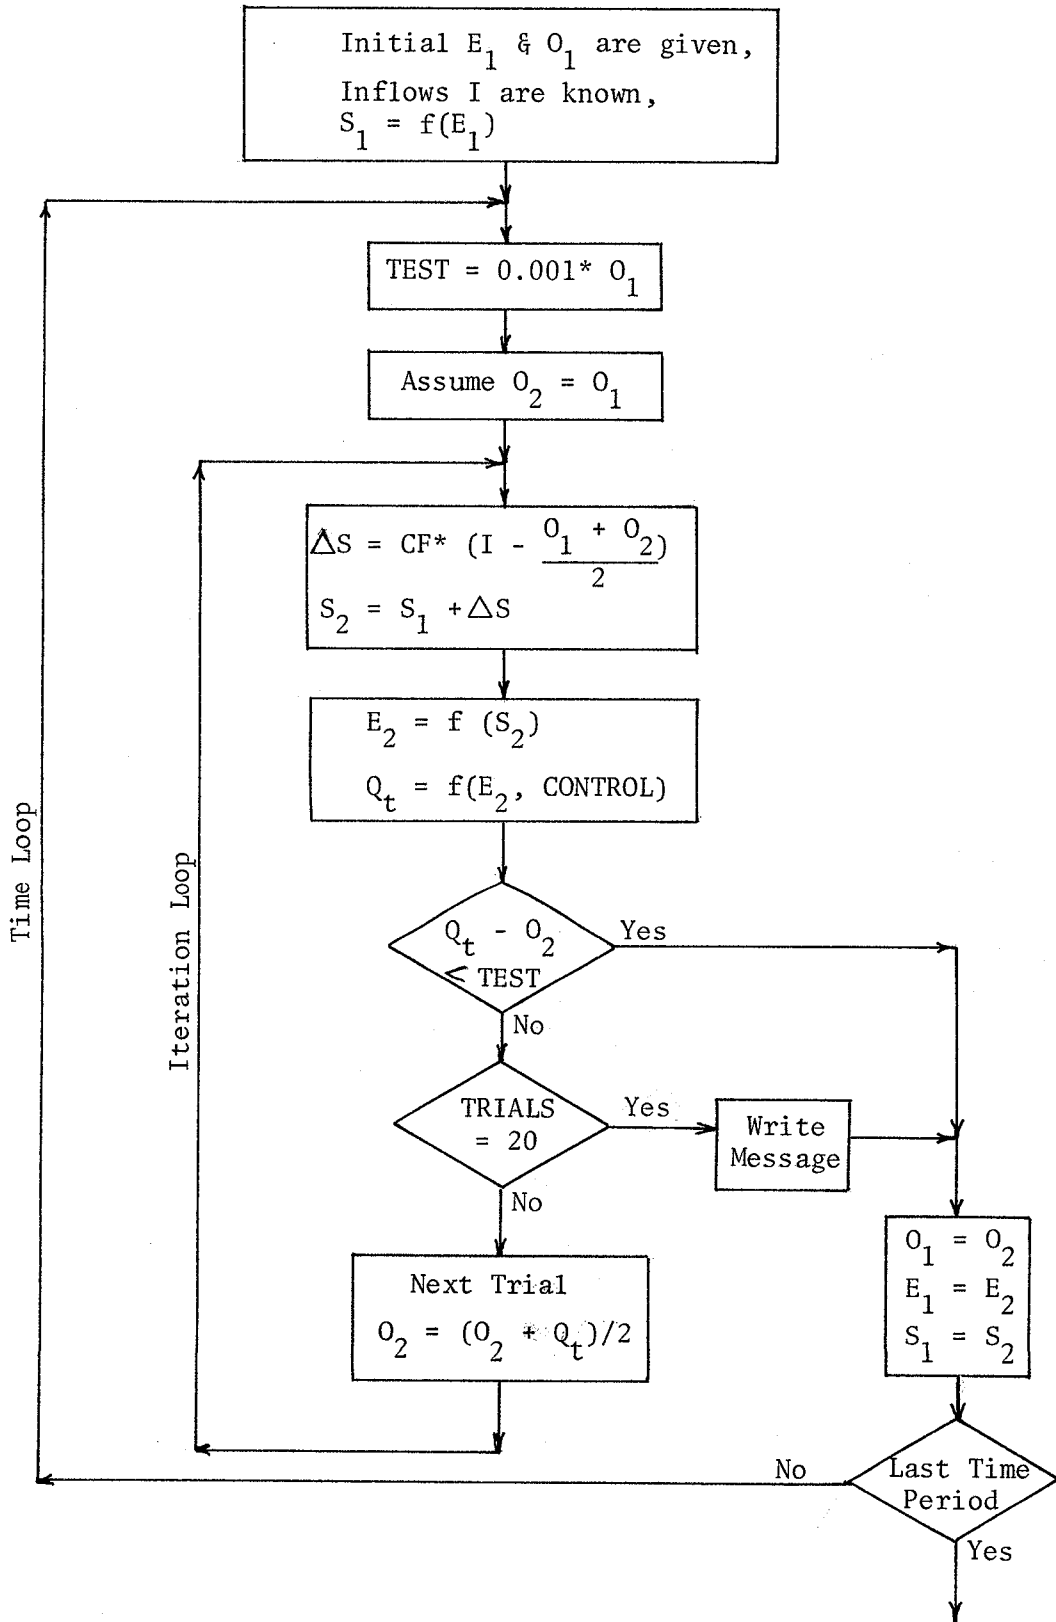 Initial E₁ & O₁ are given,
Inflows I are known,
S₁ = f(E₁)
TEST = 0.001* O₁
Assume O₂ = O₁
ΔS = CF* (I - O₁ + O₂)
2
S₂ = S₁ + ΔS
E₂ = f (S₂)
Qₜ = f(E₂, CONTROL)
Qₜ - O₂
< TEST
Yes
No
TRIALS
= 20
Yes
Write
Message
No
Next Trial
O₂ = (O₂ + Qₜ)/2
O₁ = O₂
E₁ = E₂
S₁ = S₂
Last Time
Period
No
Yes
Time Loop
Iteration Loop